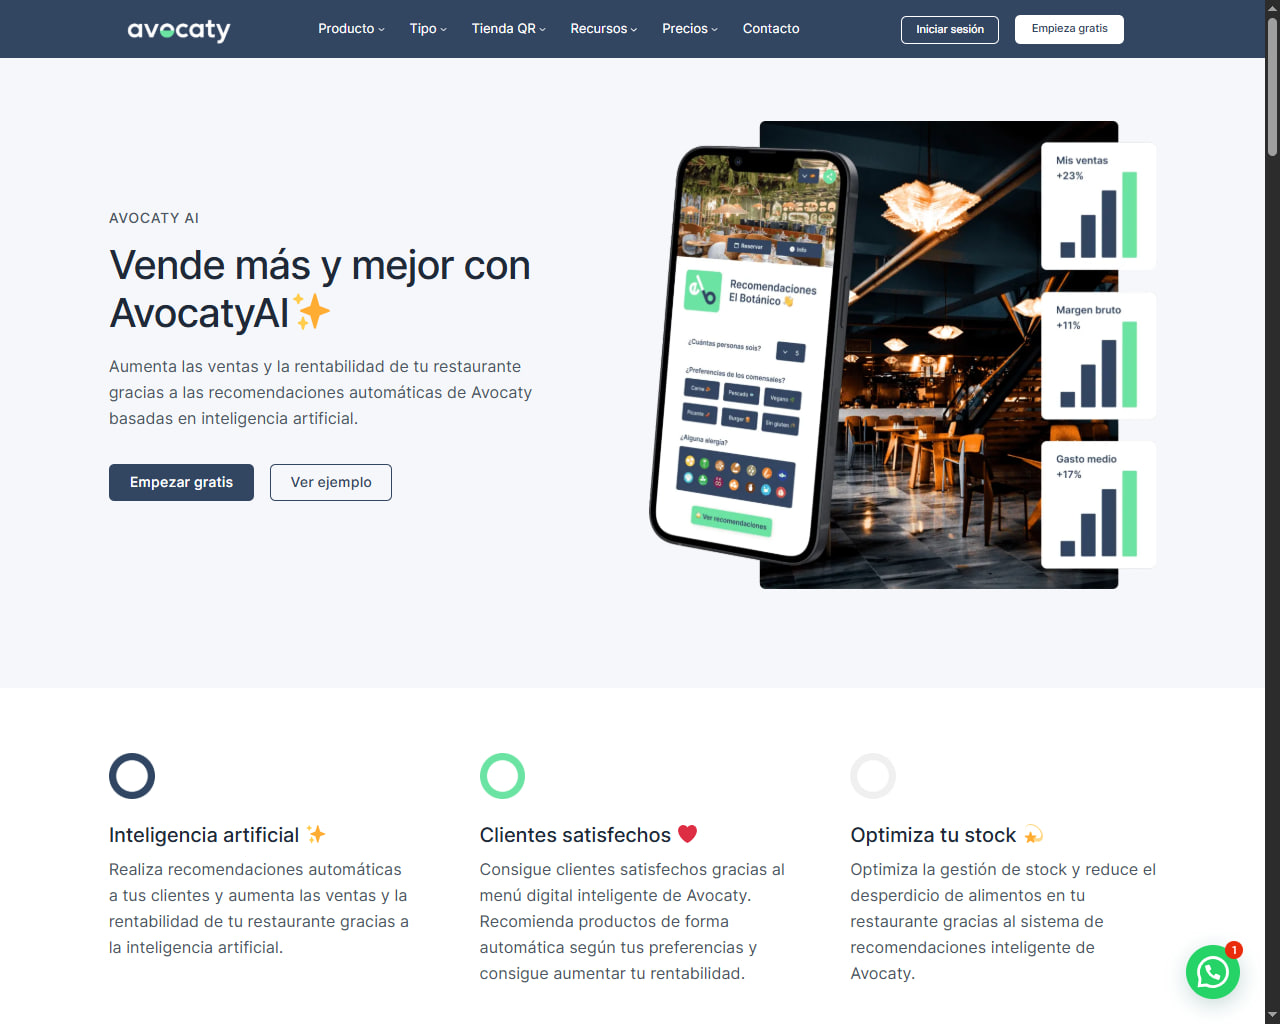 avocaty
Producto
Tipo
Tienda QR
Recursos
Precios
Contacto
Iniciar sesión
Empieza gratis
AVOCATY AI
Vende más y mejor con
AvocatyAI✨
Aumenta las ventas y la rentabilidad de tu restaurante
gracias a las recomendaciones automáticas de Avocaty
basadas en inteligencia artificial.
Empezar gratis
Ver ejemplo
Reservar
Info
elb
Recomendaciones
El Botánico 👋
¿Cuántas personas sois?
5
¿Preferencias de los comensales?
Carne
Pescado
Vegano
Picante
Burger
Sin gluten
¿Alguna alergia?
Ver recomendaciones
Mis ventas
+23%
Margen bruto
+11%
Gasto medio
+17%
Inteligencia artificial ✨
Realiza recomendaciones automáticas
a tus clientes y aumenta las ventas y la
rentabilidad de tu restaurante gracias a
la inteligencia artificial.
Clientes satisfechos ❤️
Consigue clientes satisfechos gracias al
menú digital inteligente de Avocaty.
Recomienda productos de forma
automática según tus preferencias y
consigue aumentar tu rentabilidad.
Optimiza tu stock 💫
Optimiza la gestión de stock y reduce el
desperdicio de alimentos en tu
restaurante gracias al sistema de
recomendaciones inteligente de
Avocaty.
1